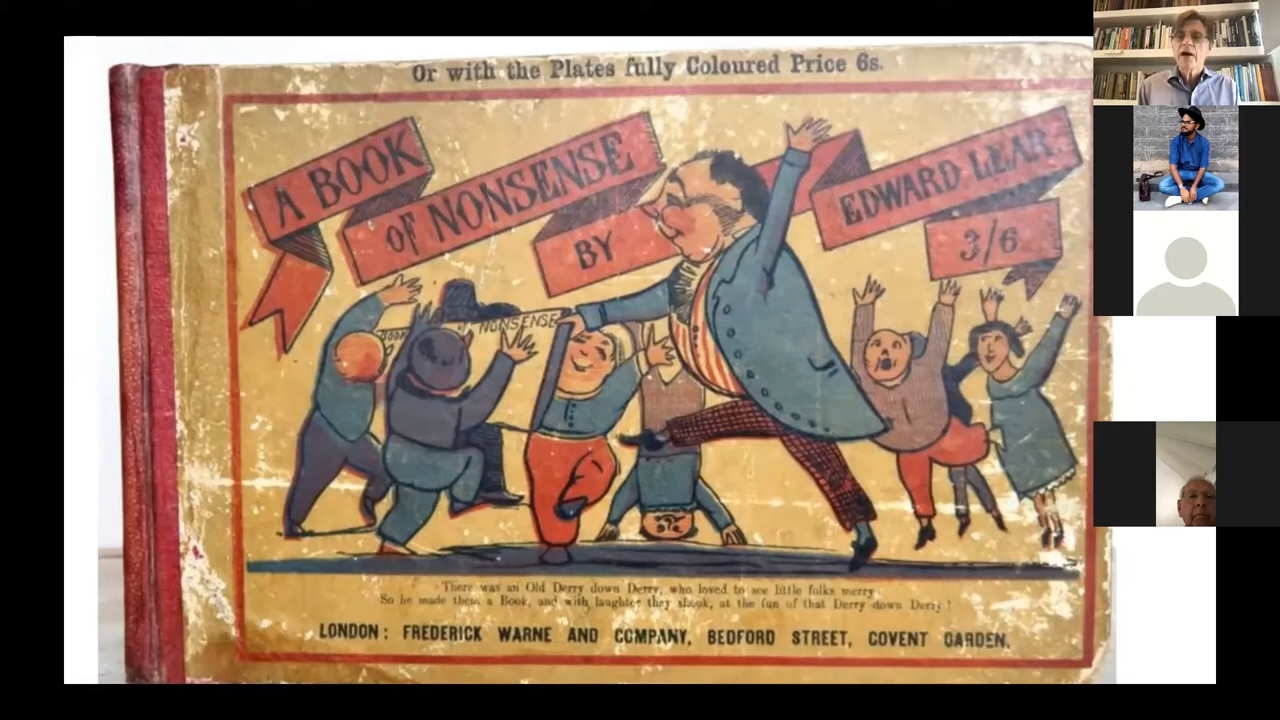 Or with the Plates fully Coloured Price 6s.
A BOOK
OF NONSENSE
BY
EDWARD LEAR.
3/6
BOOK of NONSENSE
There was an Old Derry down Derry, who loved to see little folks merry
So he made them a Book, and with laughter they shook, at the fun of that Derry down Derry!
LONDON: FREDERICK WARNE AND COMPANY, BEDFORD STREET, COVENT GARDEN.